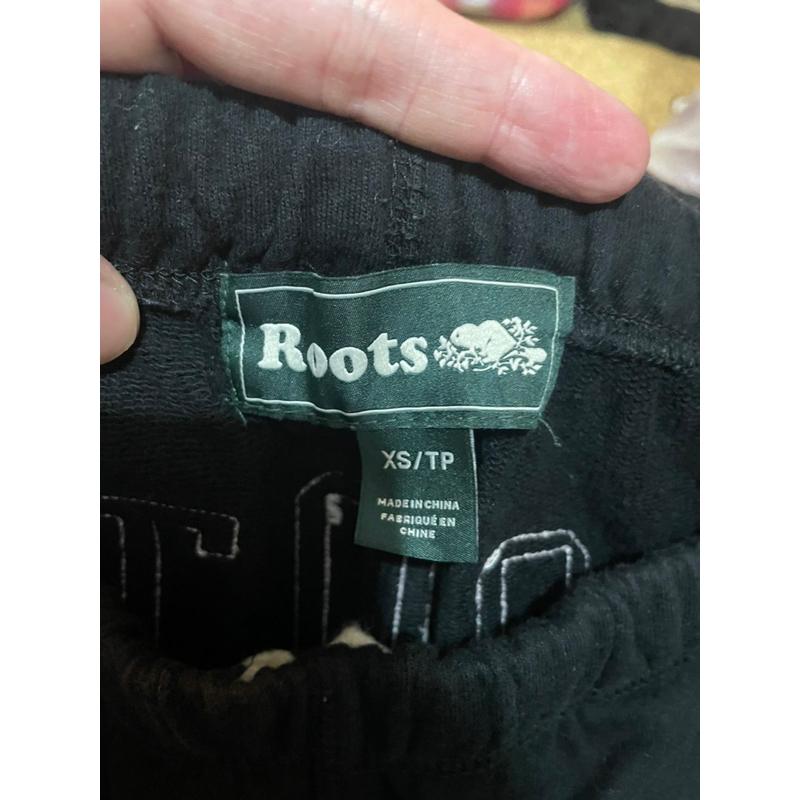 Roots
XS/TP
MADE IN CHINA
FABRIQUÉ EN
CHINE